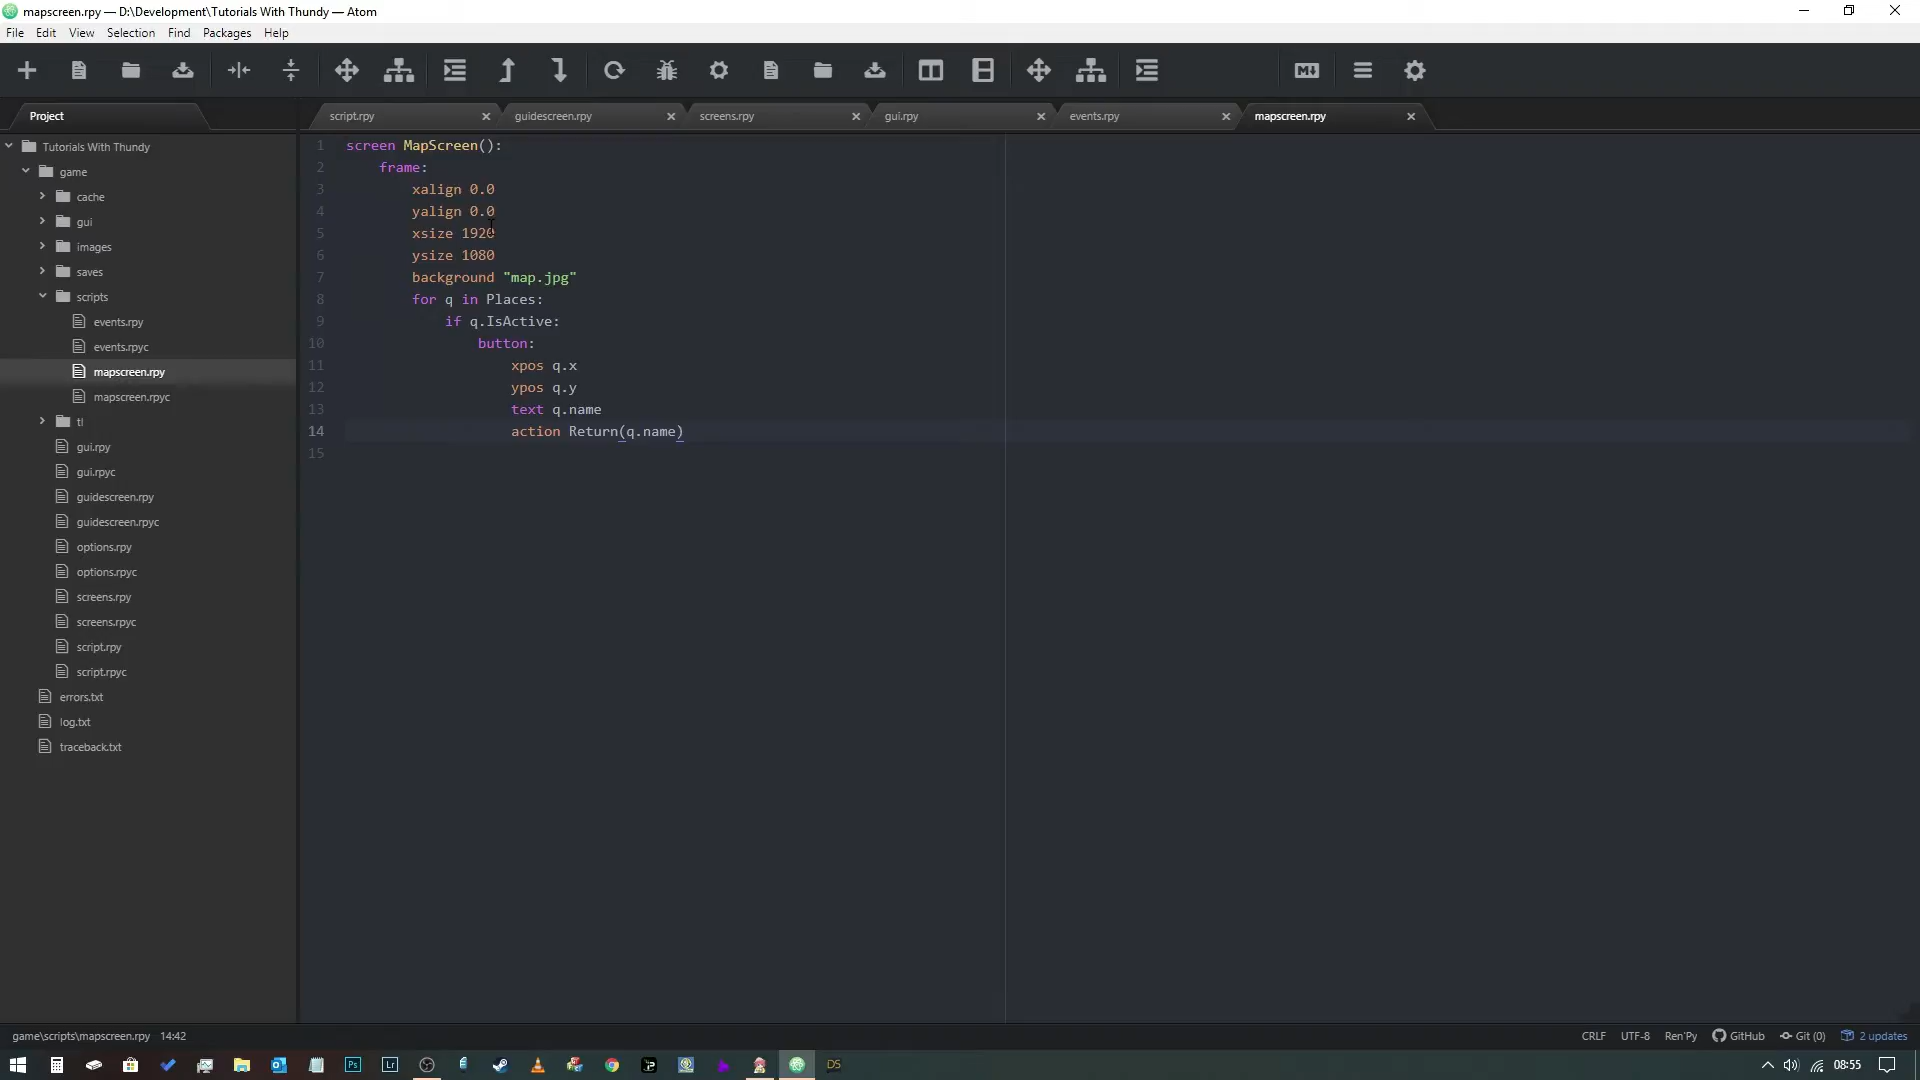 mapscreen.rpy — D:\Development\Tutorials With Thundy — Atom
File Edit View Selection Find Packages Help
M
Project
script.rpy guidescreen.rpy screens.rpy gui.rpy events.rpy mapscreen.rpy
Tutorials With Thundy
game
cache
gui
images
saves
scripts
events.rpy
events.rpyc
mapscreen.rpy
mapscreen.rpyc
tl
gui.rpy
gui.rpyc
guidescreen.rpy
guidescreen.rpyc
options.rpy
options.rpyc
screens.rpy
screens.rpyc
script.rpy
script.rpyc
errors.txt
log.txt
traceback.txt
1 screen MapScreen():
2 frame:
3 xalign 0.0
4 yalign 0.0
5 xsize 1920
6 ysize 1080
7 background "map.jpg"
8 for q in Places:
9 if q.IsActive:
10 button:
11 xpos q.x
12 ypos q.y
13 text q.name
14 action Return(q.name)
15
game\scripts\mapscreen.rpy 14:42
CRLF UTF-8 Ren'Py GitHub Git (0) 2 updates
Ps Lr DS 08:55